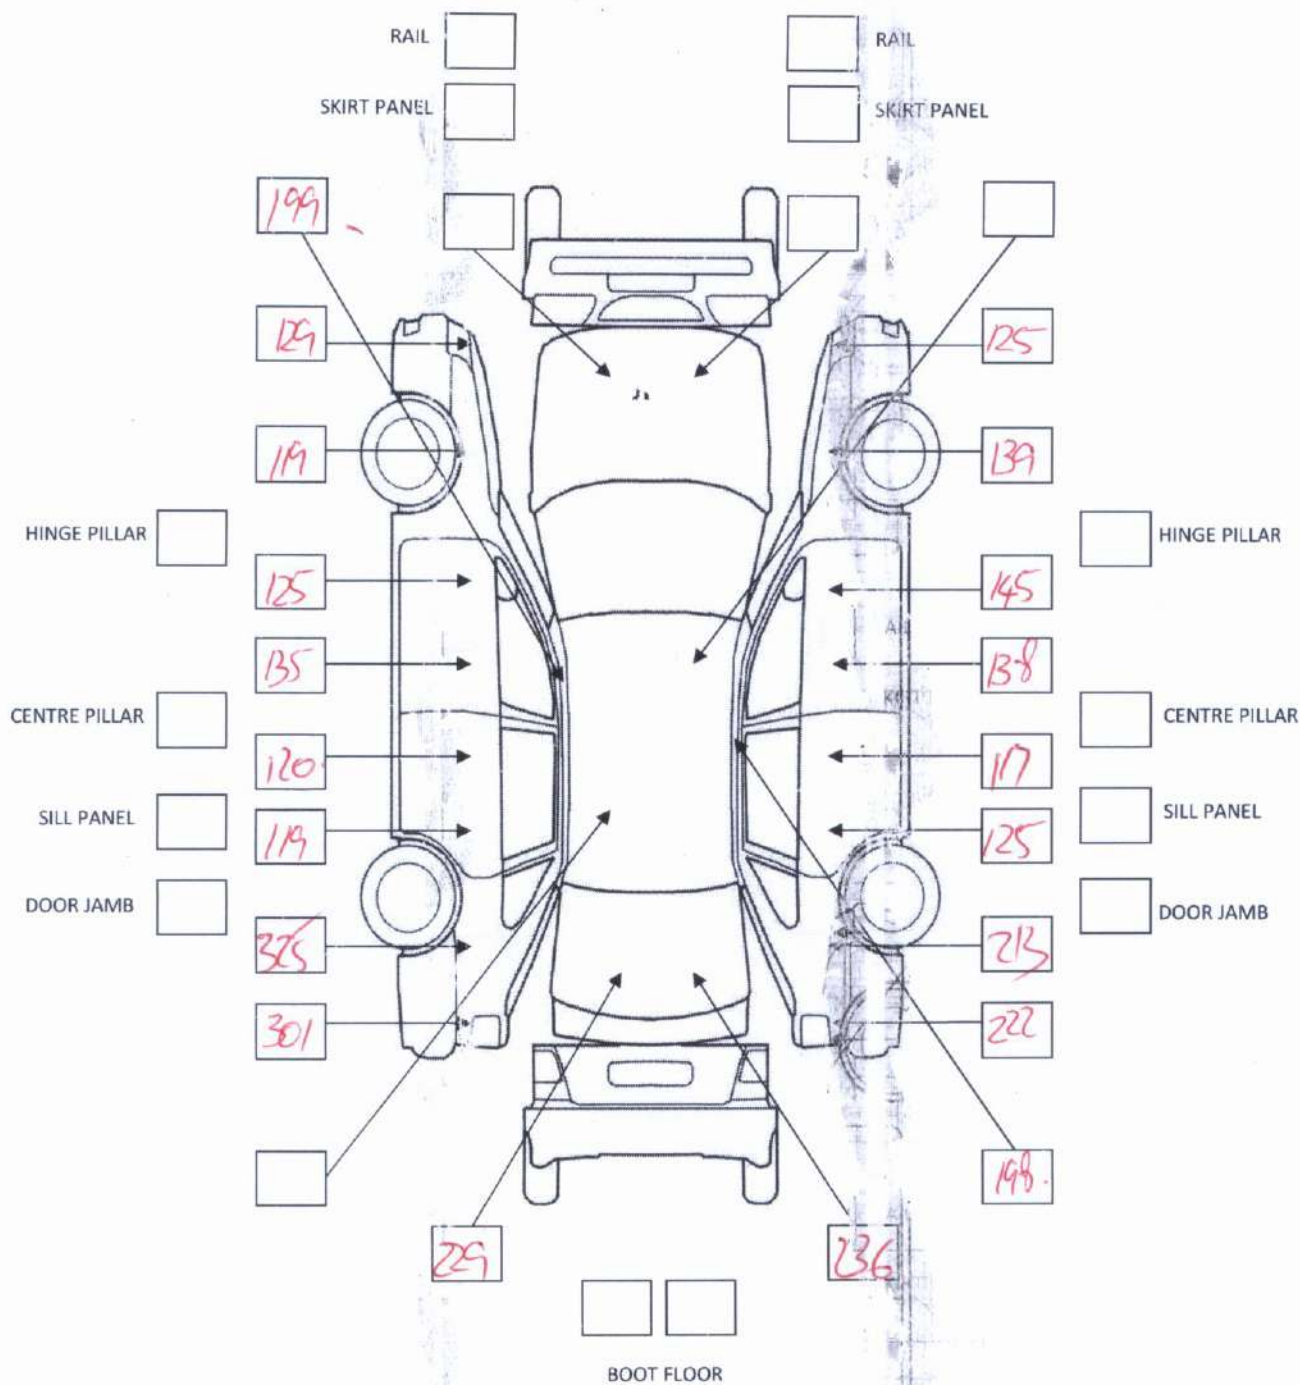 RAIL RAIL
SKIRT PANEL SKIRT PANEL
199
129 125
119 139
HINGE PILLAR HINGE PILLAR
125 145
135 138
CENTRE PILLAR CENTRE PILLAR
120 117
SILL PANEL SILL PANEL
119 125
DOOR JAMB DOOR JAMB
325 213
301 222
198
229 236
BOOT FLOOR